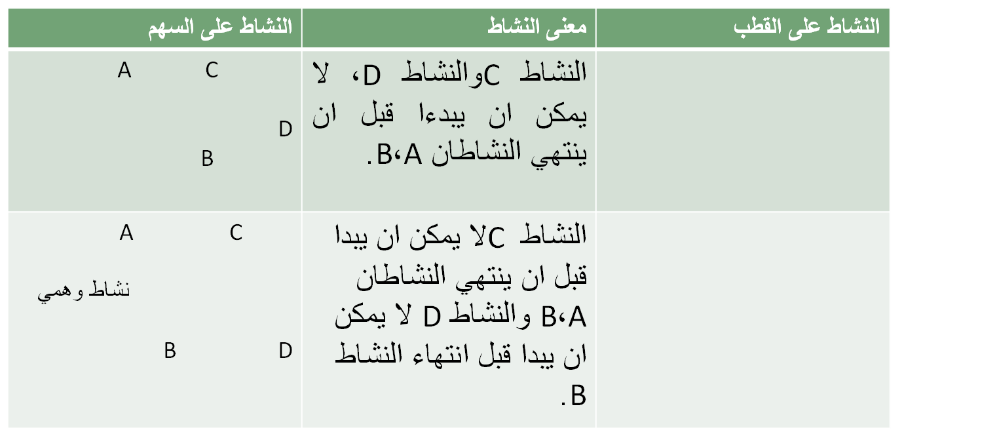 النشاط على القطب
معنى النشاط
النشاط على السهم
النشاط Cوالنشاط D، لا
يمكن ان يبدءا قبل ان
ينتهي النشاطان B،A.
A C
D
B
النشاط Cلا يمكن ان يبدا
قبل ان ينتهي النشاطان
B،A والنشاط D لا يمكن
ان يبدا قبل انتهاء النشاط
B.
A C
نشاط وهمي
B D